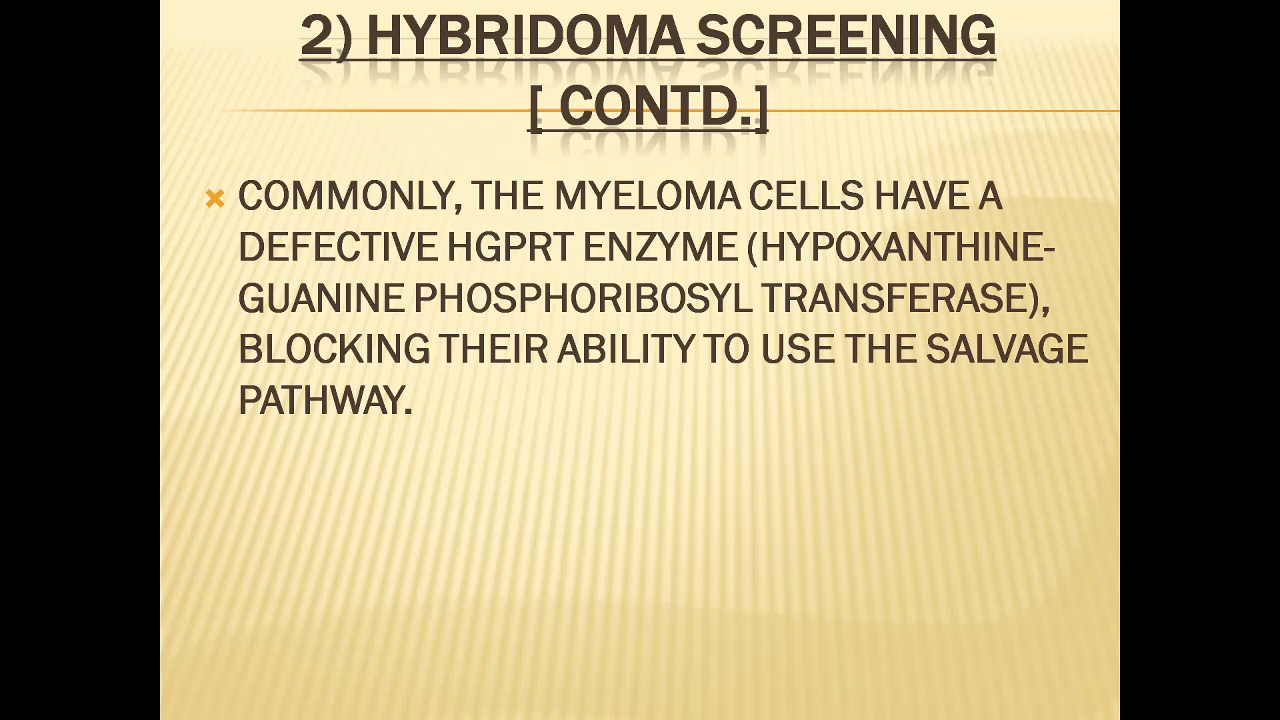 2) HYBRIDOMA SCREENING
[ CONTD.]
COMMONLY, THE MYELOMA CELLS HAVE A
DEFECTIVE HGPRT ENZYME (HYPOXANTHINE-
GUANINE PHOSPHORIBOSYL TRANSFERASE),
BLOCKING THEIR ABILITY TO USE THE SALVAGE
PATHWAY.